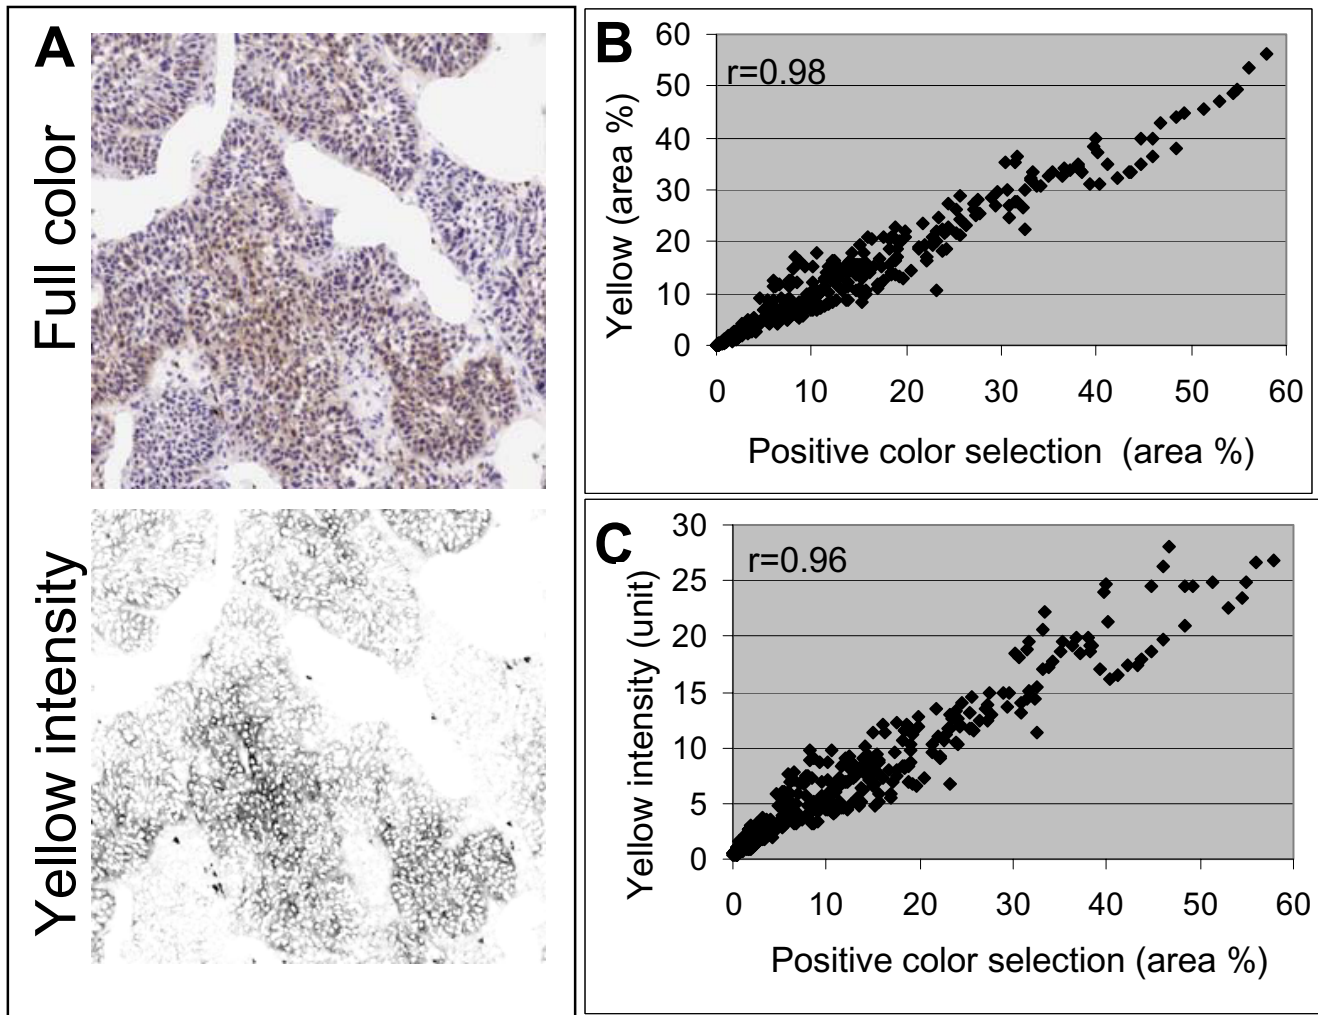 A
Full color
Yellow intensity
B
r=0.98
Yellow (area %)
60
50
40
30
20
10
0
0 10 20 30 40 50 60
Positive color selection (area %)
C
r=0.96
Yellow intensity (unit)
30
25
20
15
10
5
0
0 10 20 30 40 50 60
Positive color selection (area %)